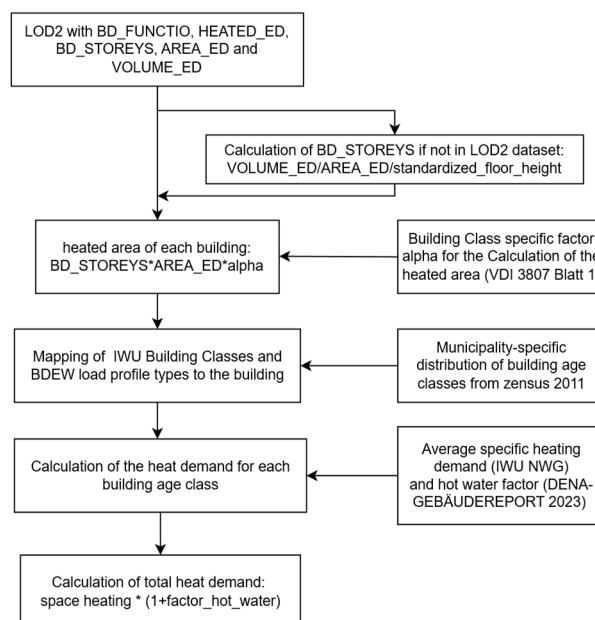 LOD2 with BD_FUNCTIO, HEATED_ED,
BD_STOREYS, AREA_ED and
VOLUME_ED
Calculation of BD_STOREYS if not in LOD2 dataset:
VOLUME_ED/AREA_ED/standardized_floor_height
heated area of each building:
BD_STOREYS*AREA_ED*alpha
Building Class specific factor
alpha for the Calculation of the
heated area (VDI 3807 Blatt 1
Mapping of IWU Building Classes and
BDEW load profile types to the building
Municipality-specific
distribution of building age
classes from zensus 2011
Calculation of the heat demand for each
building age class
Average specific heating
demand (IWU NWG)
and hot water factor (DENA-
GEBÄUDEREPORT 2023)
Calculation of total heat demand:
space heating * (1+factor_hot_water)